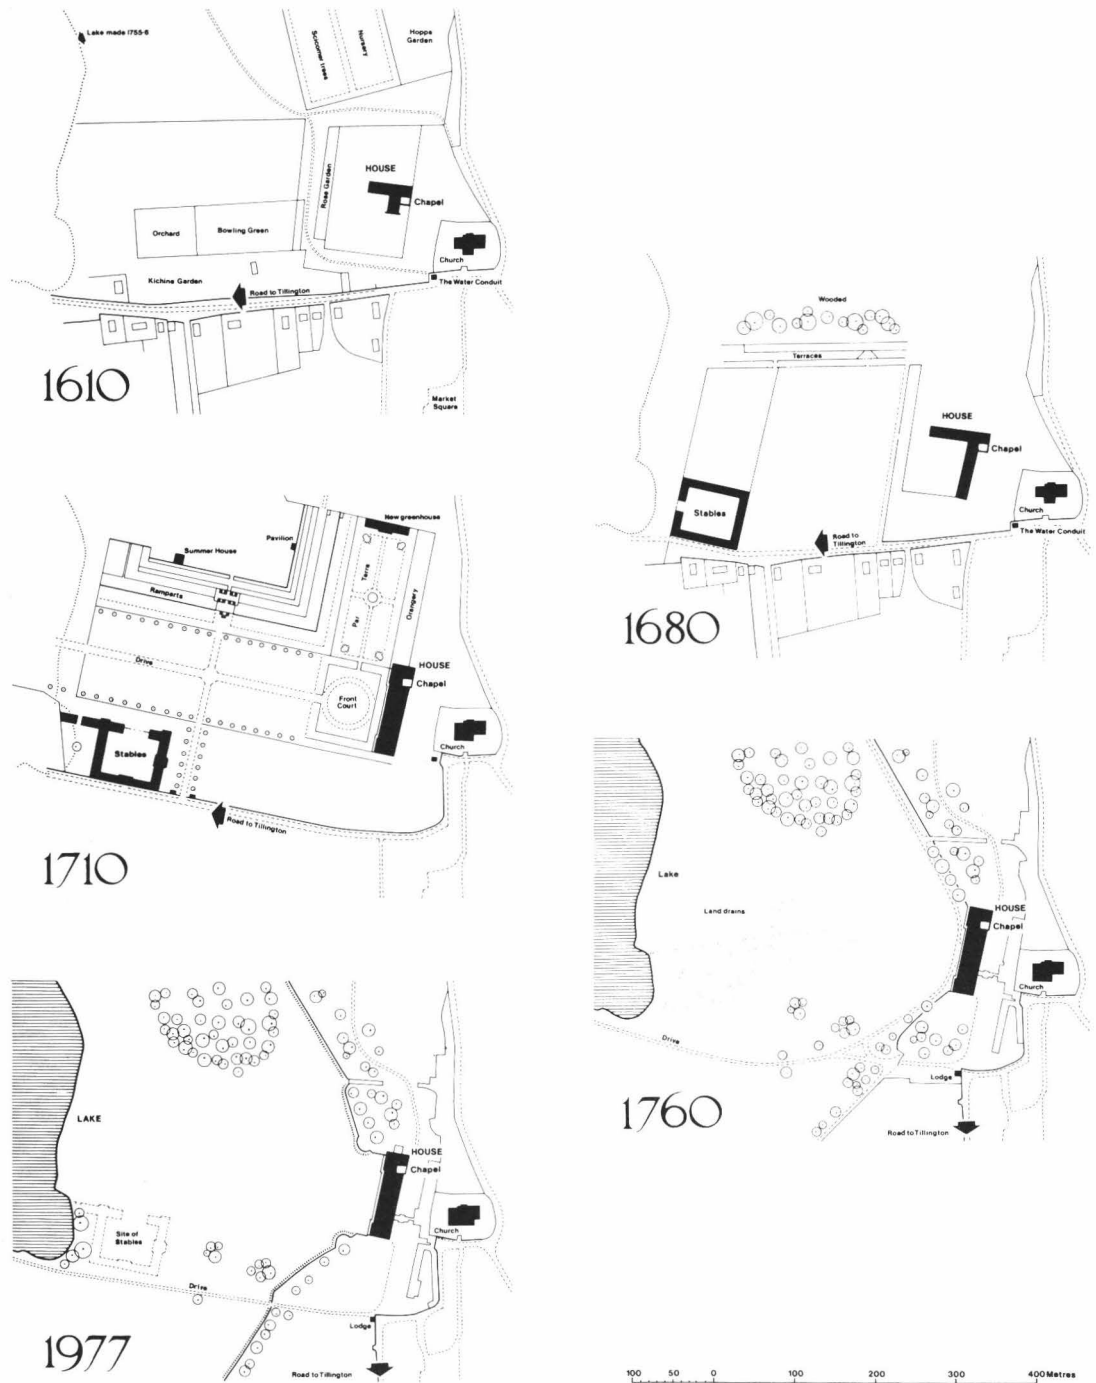 Lake made 1755-6
Scicomer trees
Nursery
Hopps
Garden
Rose Garden
HOUSE
Chapel
Orchard
Bowling Green
Church
Kichine Garden
Road to Tillington
The Water Conduit
1610
Market
Square
Wooded
Terraces
HOUSE
Chapel
Stables
Church
Road to
Tillington
The Water Conduit
1680
New greenhouse
Pavilion
Summer House
Ramparts
Par Terre
Orangery
Drive
HOUSE
Chapel
Front
Court
Stables
Church
Road to Tillington
1710
Lake
Land drains
HOUSE
Chapel
Church
Drive
Lodge
1760
Road to Tillington
LAKE
HOUSE
Chapel
Site of
Stables
Church
Drive
Lodge
1977
Road to Tillington
100 50 0 100 200 300 400 Metres